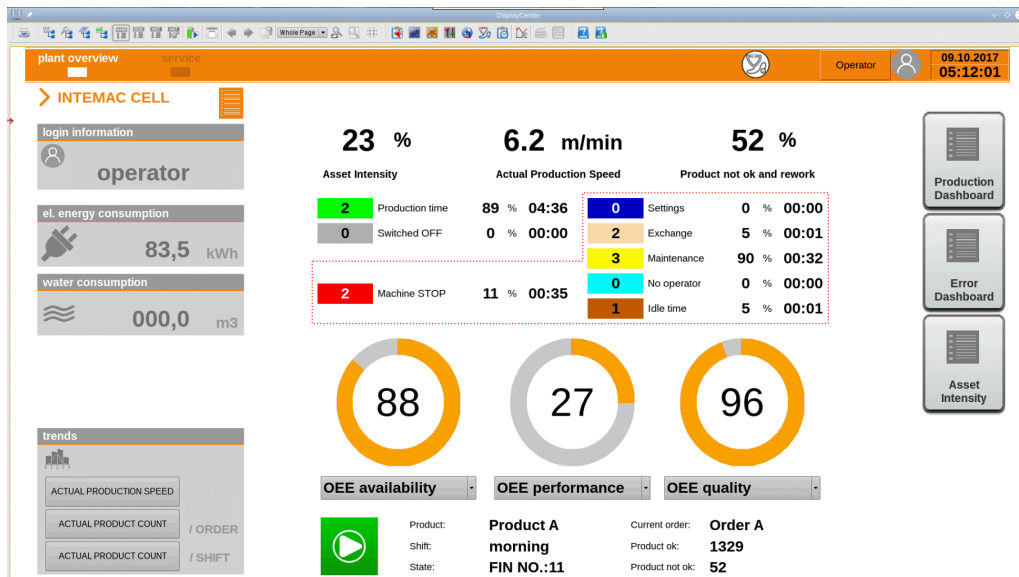 DisplayCenter
Whole Page
plant overview
service
Operator
09.10.2017
05:12:01
INTEMAC CELL
login information
operator
el. energy consumption
83,5 kWh
water consumption
000,0 m3
23 %
Asset Intensity
6.2 m/min
Actual Production Speed
52 %
Product not ok and rework
2 Production time 89 % 04:36
0 Switched OFF 0 % 00:00
2 Machine STOP 11 % 00:35
0 Settings 0 % 00:00
2 Exchange 5 % 00:01
3 Maintenance 90 % 00:32
0 No operator 0 % 00:00
1 Idle time 5 % 00:01
Production
Dashboard
Error
Dashboard
Asset
Intensity
88
27
96
OEE availability
OEE performance
OEE quality
trends
ACTUAL PRODUCTION SPEED
ACTUAL PRODUCT COUNT / ORDER
ACTUAL PRODUCT COUNT / SHIFT
Product: Product A
Shift: morning
State: FIN NO.:11
Current order: Order A
Product ok: 1329
Product not ok: 52